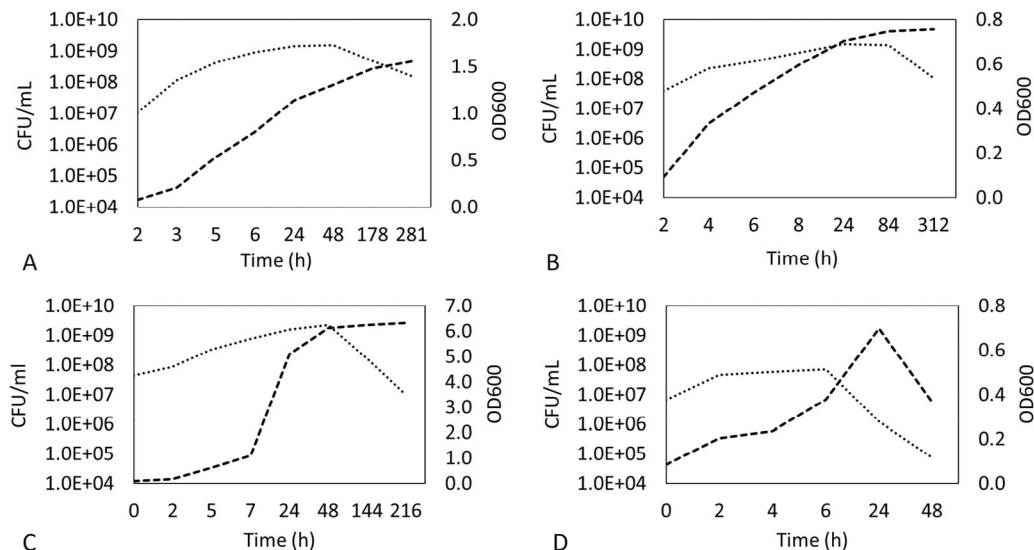 1.0E+10
1.0E+09
1.0E+08
1.0E+07
1.0E+06
1.0E+05
1.0E+04
CFU/mL
2.0
1.5
1.0
0.5
0.0
OD600
2 3 5 6 24 48 178 281
Time (h)
A
1.0E+10
1.0E+09
1.0E+08
1.0E+07
1.0E+06
1.0E+05
1.0E+04
CFU/mL
0.8
0.6
0.4
0.2
0.0
OD600
2 4 6 8 24 84 312
Time (h)
B
1.0E+10
1.0E+09
1.0E+08
1.0E+07
1.0E+06
1.0E+05
1.0E+04
CFU/ml
7.0
6.0
5.0
4.0
3.0
2.0
1.0
0.0
OD600
0 2 5 7 24 48 144 216
Time (h)
C
1.0E+10
1.0E+09
1.0E+08
1.0E+07
1.0E+06
1.0E+05
1.0E+04
CFU/mL
0.8
0.6
0.4
0.2
0.0
OD600
0 2 4 6 24 48
Time (h)
D